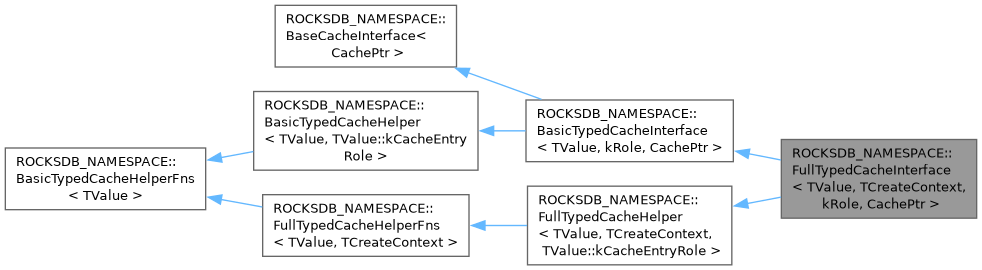 ROCKSDB_NAMESPACE::
BaseCacheInterface<
CachePtr >
ROCKSDB_NAMESPACE::
BasicTypedCacheHelper
< TValue, TValue::kCacheEntry
Role >
ROCKSDB_NAMESPACE::
BasicTypedCacheInterface
< TValue, kRole, CachePtr >
ROCKSDB_NAMESPACE::
BasicTypedCacheHelperFns
< TValue >
ROCKSDB_NAMESPACE::
FullTypedCacheInterface
< TValue, TCreateContext,
kRole, CachePtr >
ROCKSDB_NAMESPACE::
FullTypedCacheHelperFns
< TValue, TCreateContext >
ROCKSDB_NAMESPACE::
FullTypedCacheHelper
< TValue, TCreateContext,
TValue::kCacheEntryRole >